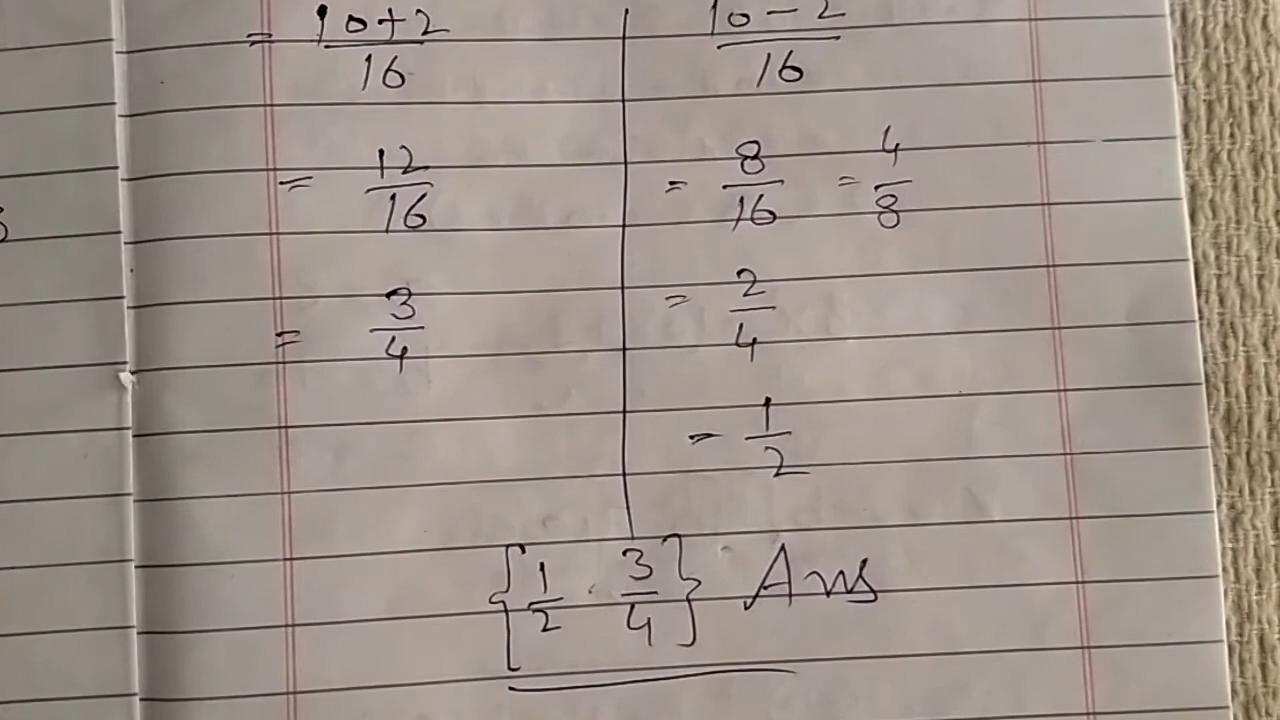 = 10+2/16 | 10-2/16
= 12/16 | = 8/16 = 4/8
= 3/4 | = 2/4
= 1/2
{1/2 . 3/4} Ans